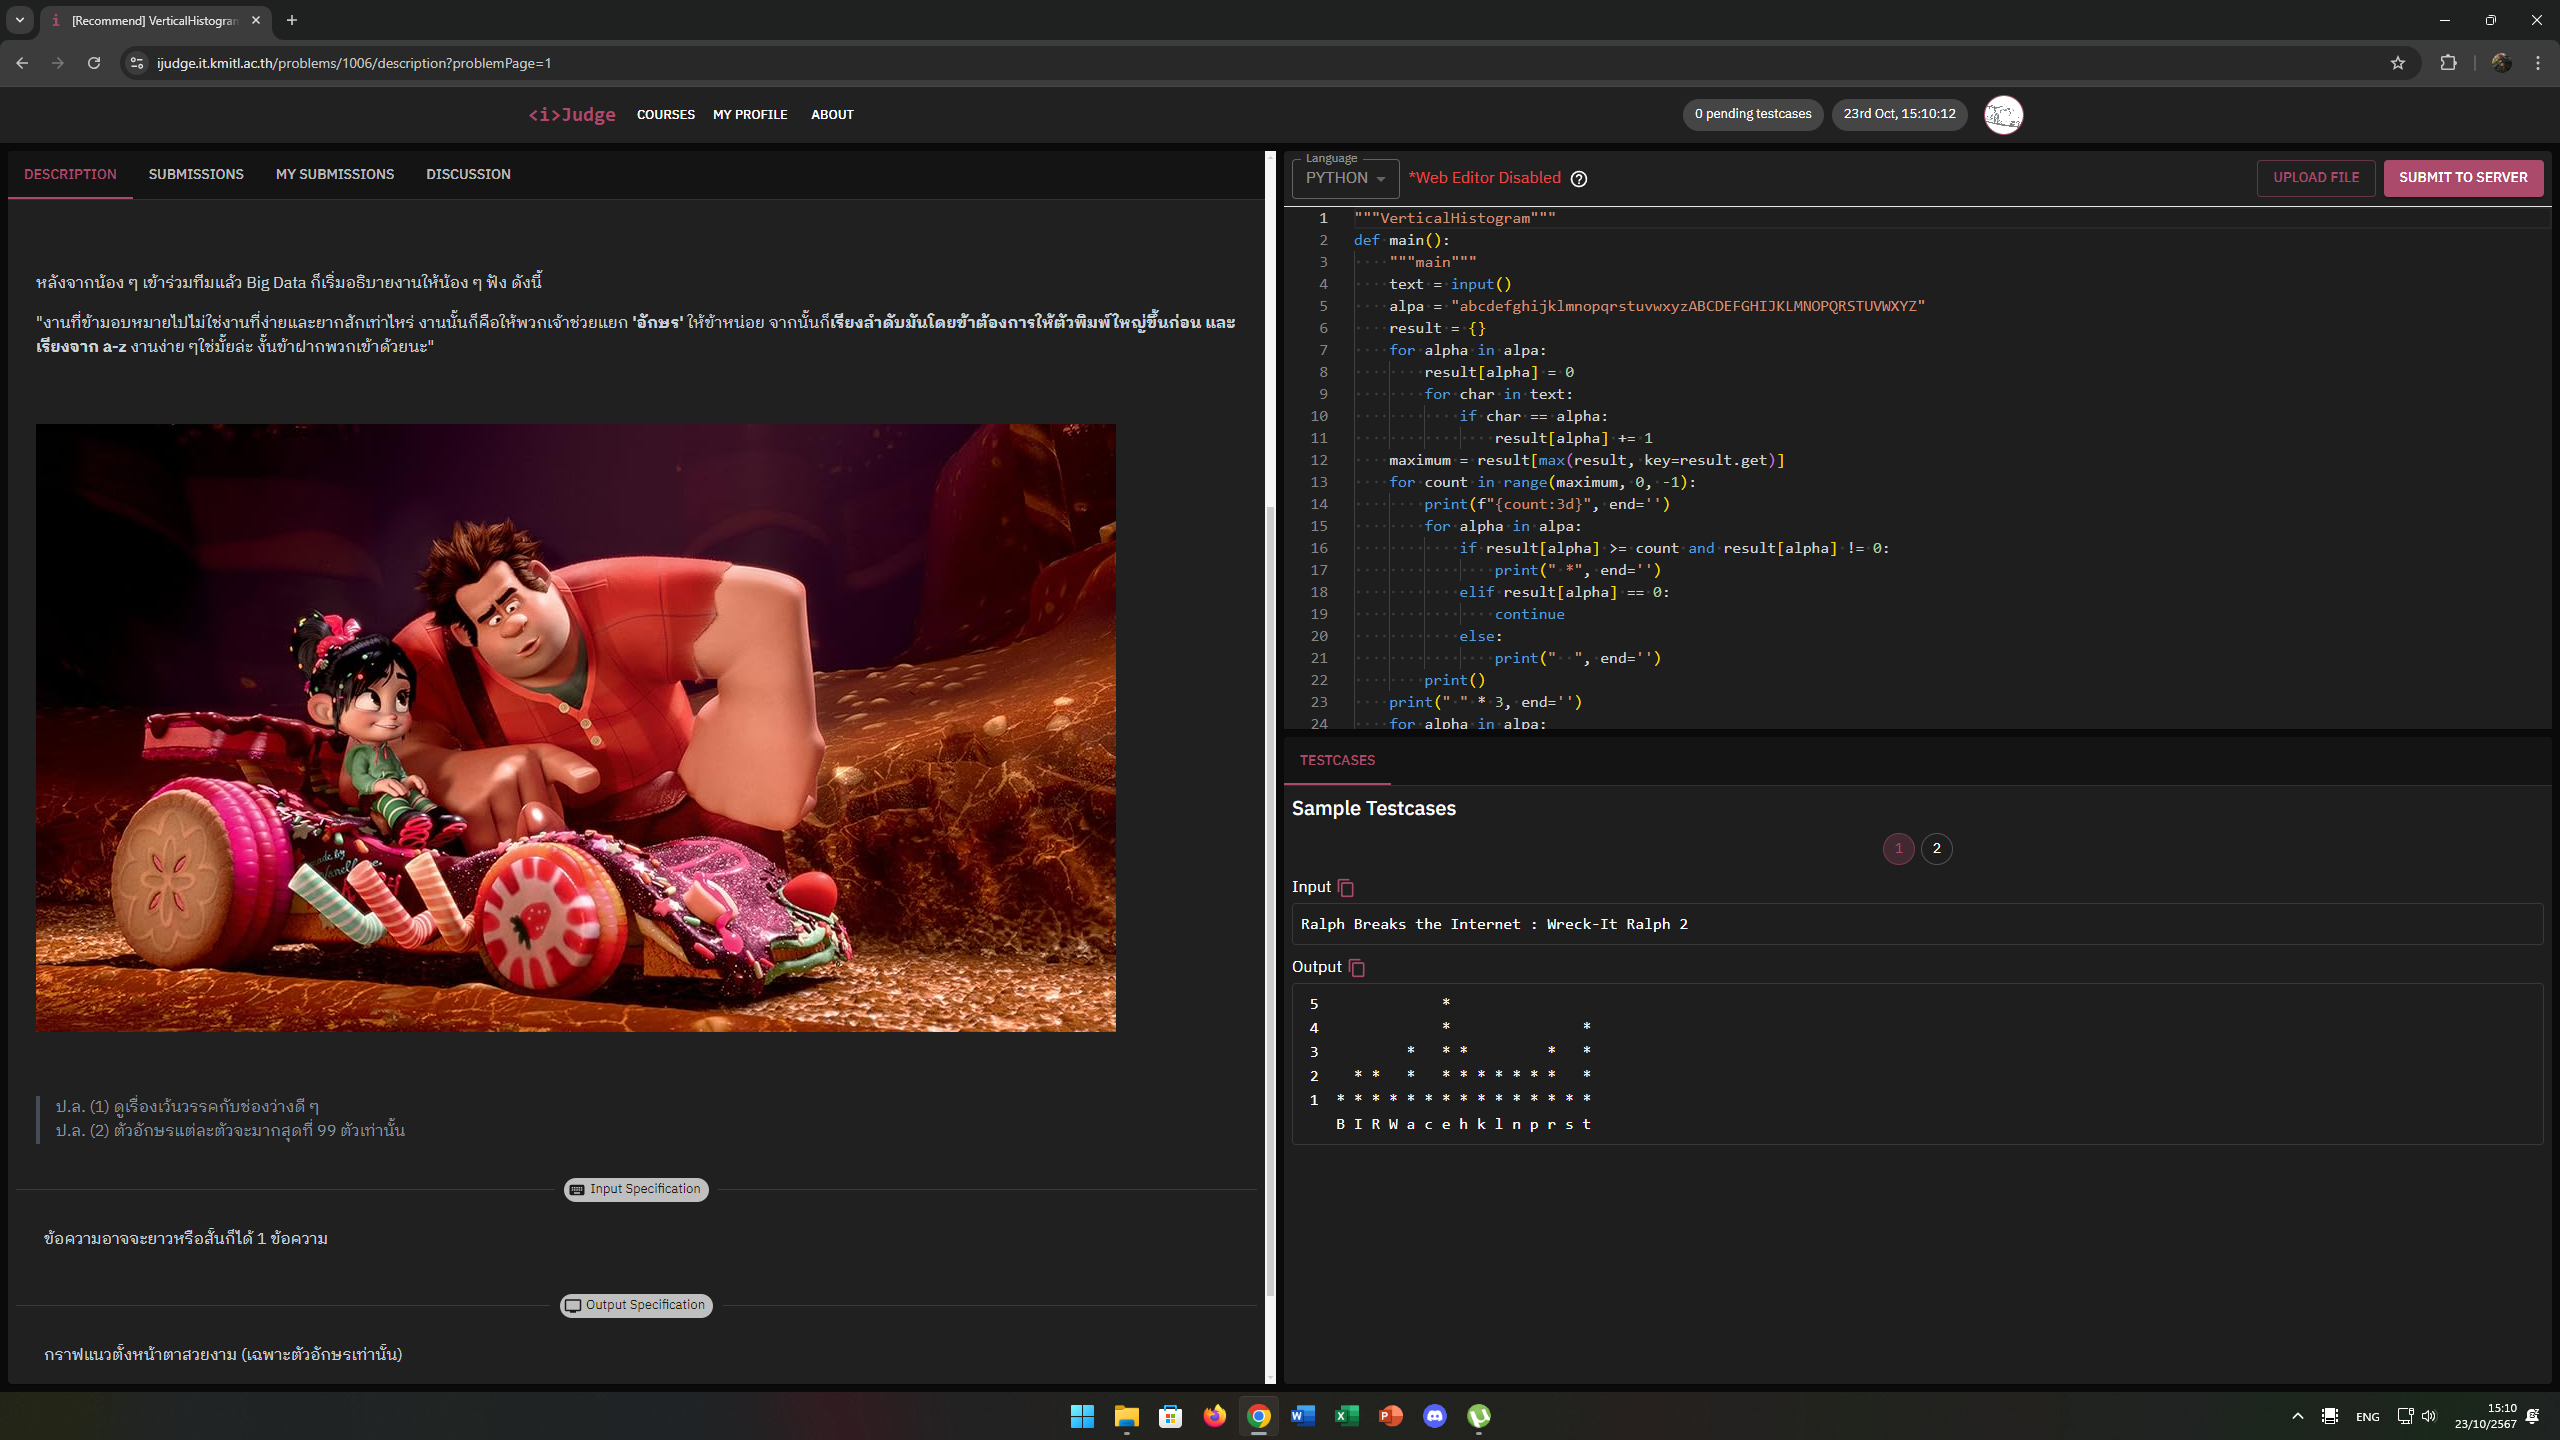 [Recommend] VerticalHistogram
ijudge.it.kmitl.ac.th/problems/1006/description?problemPage=1
<i>Judge COURSES MY PROFILE ABOUT
0 pending testcases 23rd Oct, 15:10:12
DESCRIPTION SUBMISSIONS MY SUBMISSIONS DISCUSSION
หลังจากน้อง ๆ เข้าร่วมทีมแล้ว Big Data ก็เริ่มอธิบายงานให้น้อง ๆ ฟัง ดังนี้
"งานที่ข้ามอบหมายไปไม่ใช่งานที่ง่ายและยากสักเท่าไหร่ งานนั้นก็คือให้พวกเจ้าช่วยแยก 'อักษร' ให้ข้าหน่อย จากนั้นก็เรียงลำดับมันโดยข้าต้องการให้ตัวพิมพ์ใหญ่ขึ้นก่อน และ
เรียงจาก a-z งานง่าย ๆใช่มั้ยล่ะ งั้นข้าฝากพวกเข้าด้วยนะ"
made by
ป.ล. (1) ดูเรื่องเว้นวรรคกับช่องว่างดี ๆ
ป.ล. (2) ตัวอักษรแต่ละตัวจะมากสุดที่ 99 ตัวเท่านั้น
Input Specification
ข้อความอาจจะยาวหรือสั้นก็ได้ 1 ข้อความ
Output Specification
กราฟแนวตั้งหน้าตาสวยงาม (เฉพาะตัวอักษรเท่านั้น)
Language
PYTHON *Web Editor Disabled
UPLOAD FILE SUBMIT TO SERVER
1 """VerticalHistogram"""
2 def main():
3     """main"""
4     text = input()
5     alpa = "abcdefghijklmnopqrstuvwxyzABCDEFGHIJKLMNOPQRSTUVWXYZ"
6     result = {}
7     for alpha in alpa:
8         result[alpha] = 0
9         for char in text:
10             if char == alpha:
11                 result[alpha] += 1
12     maximum = result[max(result, key=result.get)]
13     for count in range(maximum, 0, -1):
14         print(f"{count:3d}", end='')
15         for alpha in alpa:
16             if result[alpha] >= count and result[alpha] != 0:
17                 print(" *", end='')
18             elif result[alpha] == 0:
19                 continue
20             else:
21                 print("  ", end='')
22         print()
23     print(" " * 3, end='')
24     for alpha in alpa:
TESTCASES
Sample Testcases
1 2
Input
Ralph Breaks the Internet : Wreck-It Ralph 2
Output
 5              *
 4              *               *
 3          *   * *         *   *
 2    * *   *   * * * * * * *   *
 1  * * * * * * * * * * * * * * *
    B I R W a c e h k l n p r s t
ENG
15:10
23/10/2567